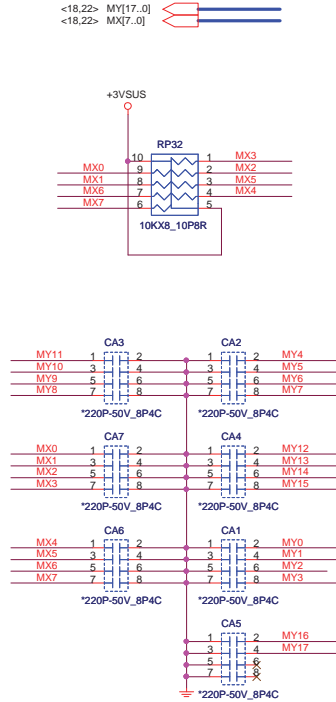 <18,22> MY[17..0]
<18,22> MX[7..0]
+3VSUS
RP32
10 1 MX3
MX0 9 2 MX2
MX1 8 3 MX5
MX6 7 4 MX4
MX7 6 5
10KX8_10P8R
CA3 CA2
MY11 1 2 1 2 MY4
MY10 3 4 3 4 MY5
MY9 5 6 5 6 MY6
MY8 7 8 7 8 MY7
*220P-50V_8P4C *220P-50V_8P4C
CA7 CA4
MX0 1 2 1 2 MY12
MX1 3 4 3 4 MY13
MX2 5 6 5 6 MY14
MX3 7 8 7 8 MY15
*220P-50V_8P4C *220P-50V_8P4C
CA6 CA1
MX4 1 2 1 2 MY0
MX5 3 4 3 4 MY1
MX6 5 6 5 6 MY2
MX7 7 8 7 8 MY3
*220P-50V_8P4C *220P-50V_8P4C
CA5
1 2 MY16
3 4 MY17
5 6
7 8
*220P-50V_8P4C